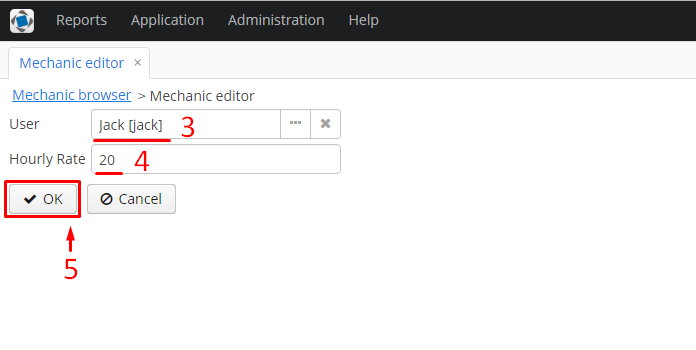 Reports Application Administration Help
Mechanic editor ×
Mechanic browser > Mechanic editor
User Jack [jack] 3
Hourly Rate 20 4
OK Cancel
5